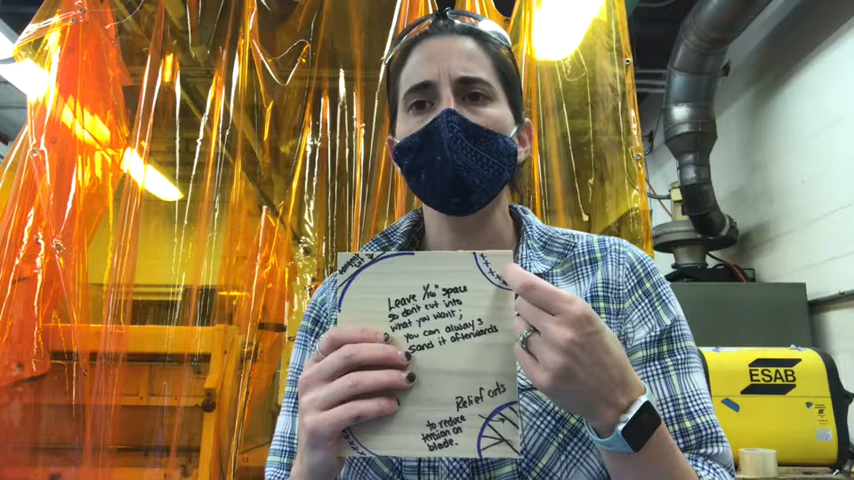 Leave 1/16" space
so don't cut into
what you want;
you can always
sand it afterwards
Relief cuts
to reduce
tension on
blade.
ESAB